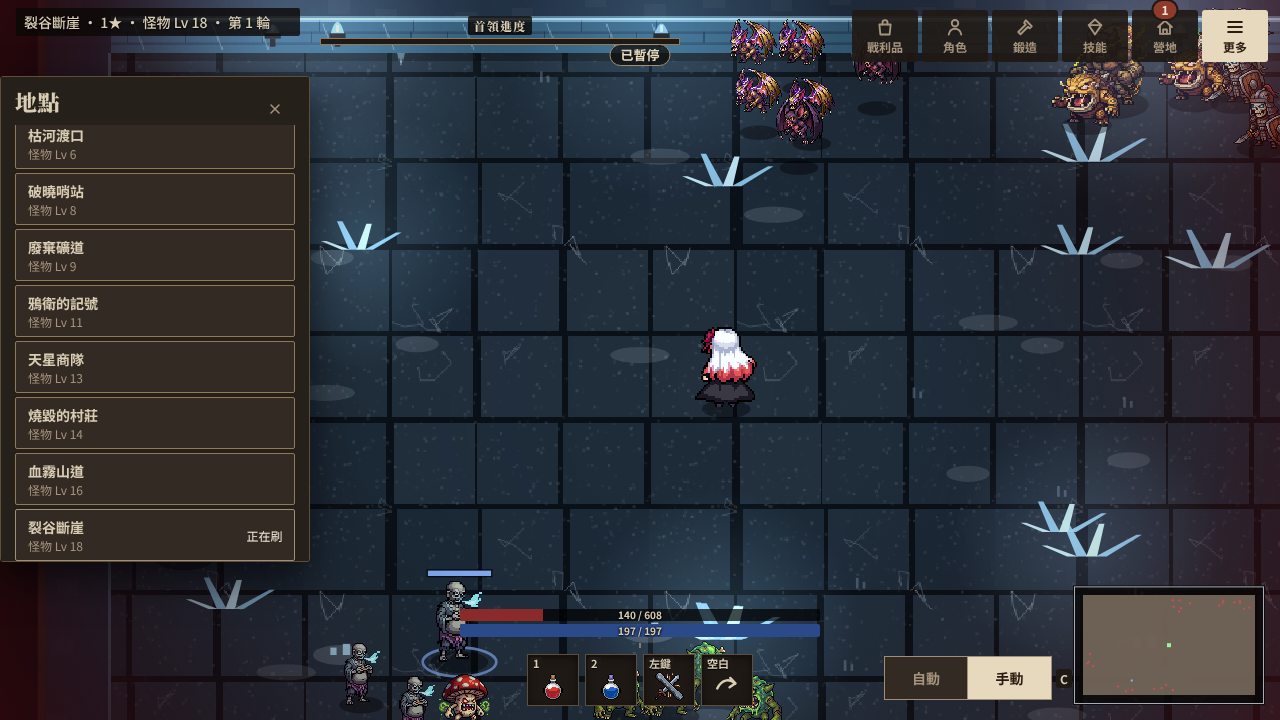 裂谷斷崖 · 1★ · 怪物 Lv 18 · 第 1 輪
首領進度
已暫停
戰利品
角色
鍛造
技能
1
營地
更多
地點
×
枯河渡口
怪物 Lv 6
破曉哨站
怪物 Lv 8
廢棄礦道
怪物 Lv 9
鴉衛的記號
怪物 Lv 11
天星商隊
怪物 Lv 13
燒毀的村莊
怪物 Lv 14
血霧山道
怪物 Lv 16
裂谷斷崖
怪物 Lv 18
正在刷
140 / 608
197 / 197
1
2
左鍵
空白
自動
手動
C